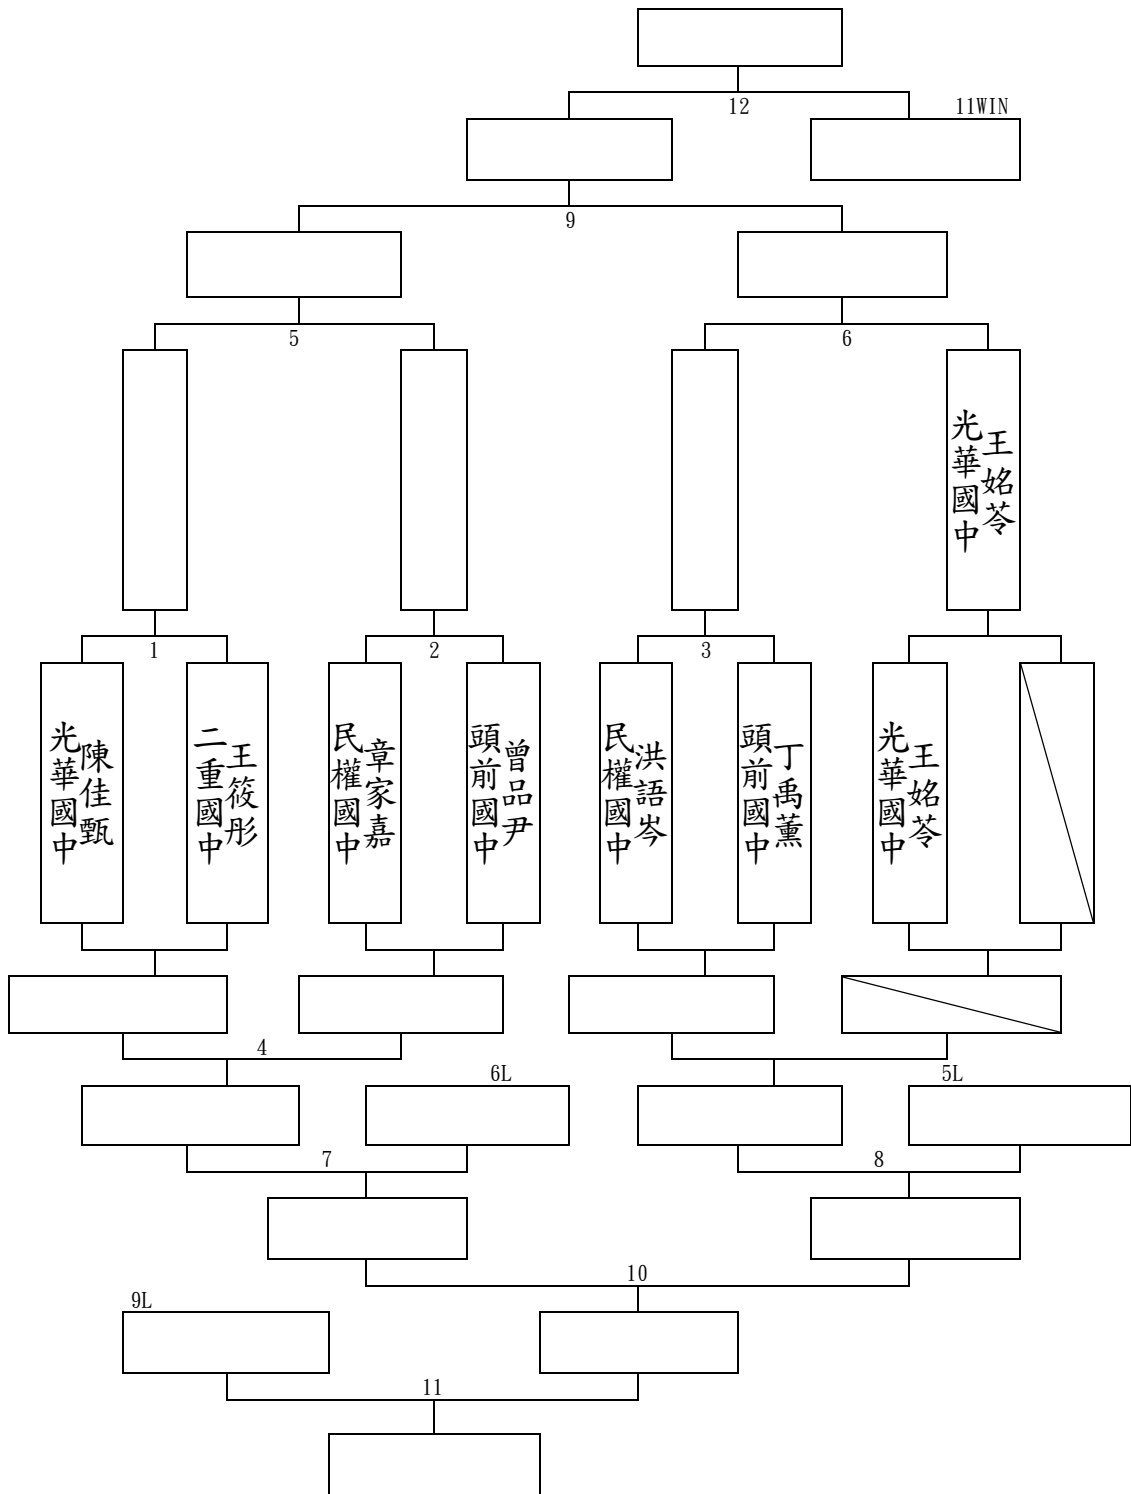 12
11WIN
9
5
6
光華國中
王姳苓
1
2
3
光華國中
陳佳甄
二重國中
王筱彤
民權國中
章家嘉
頭前國中
曾品尹
民權國中
洪語岑
頭前國中
丁禹薰
光華國中
王姳苓
4
6L
5L
7
8
10
9L
11